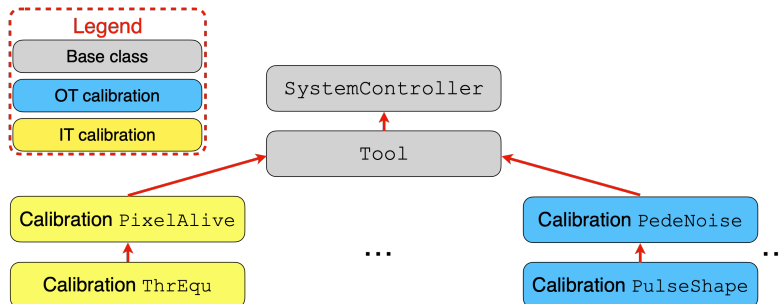 Legend
Base class
OT calibration
IT calibration
SystemController
Tool
Calibration PixelAlive
Calibration PedeNoise
... ..
Calibration ThrEqu
Calibration PulseShape